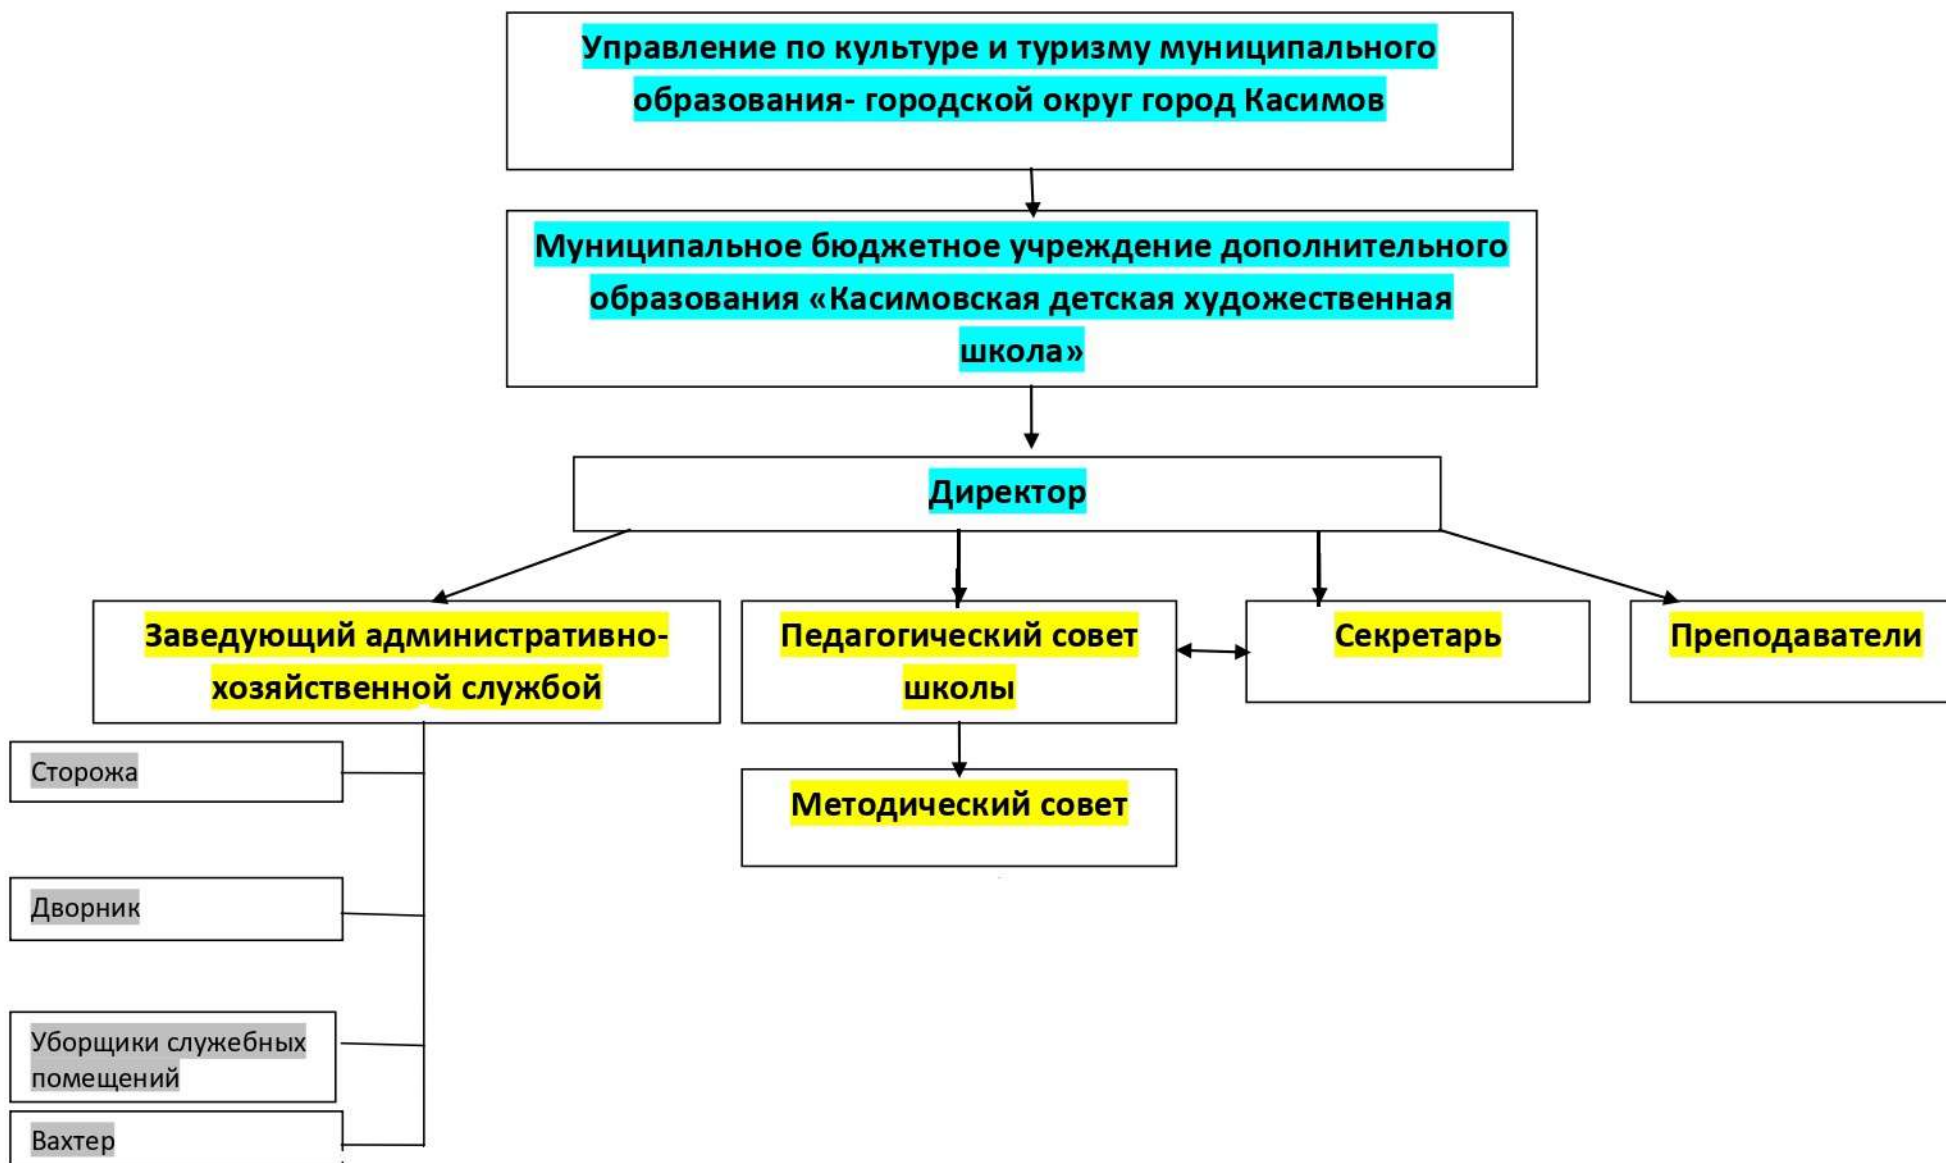 Управление по культуре и туризму муниципального
образования- городской округ город Касимов
Муниципальное бюджетное учреждение дополнительного
образования «Касимовская детская художественная
школа»
Директор
Заведующий административно-
хозяйственной службой
Педагогический совет
школы
Секретарь
Преподаватели
Методический совет
Сторожа
Дворник
Уборщики служебных
помещений
Вахтер